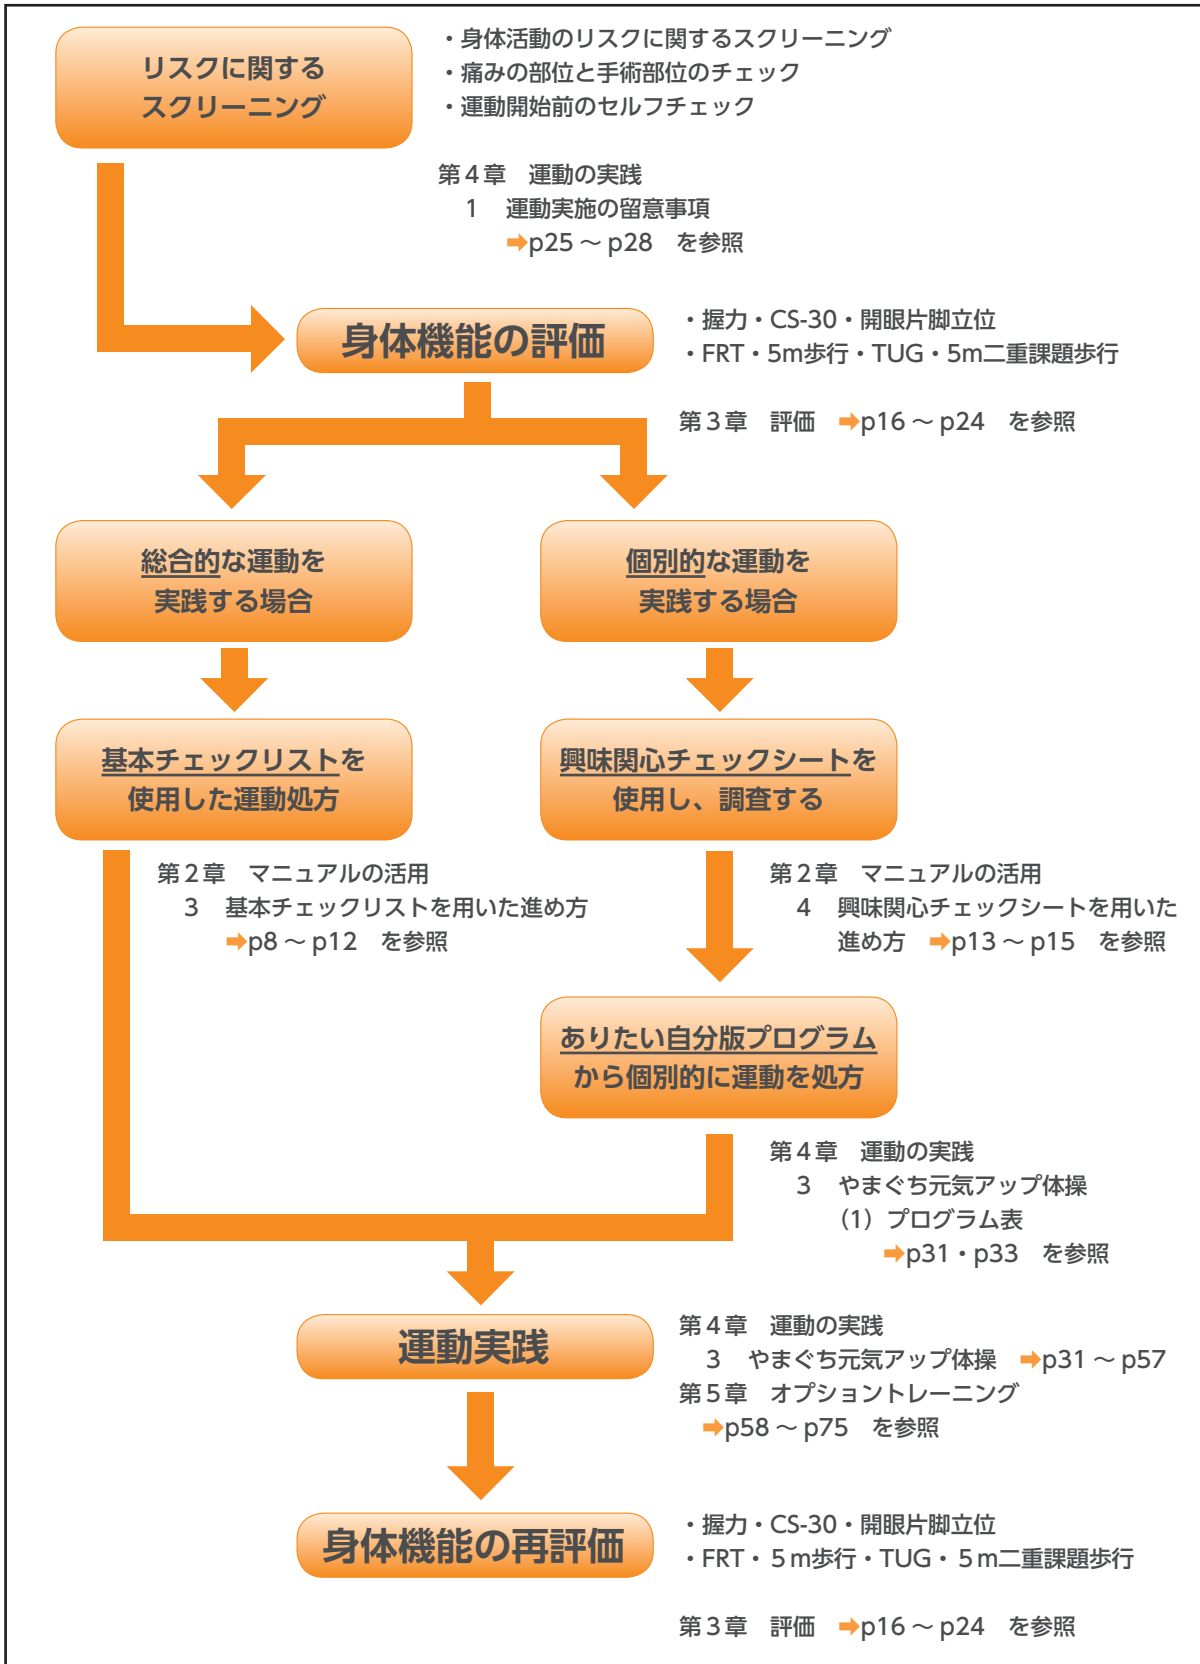 リスクに関する
スクリーニング
・身体活動のリスクに関するスクリーニング
・痛みの部位と手術部位のチェック
・運動開始前のセルフチェック
第4章　運動の実践
1　運動実施の留意事項
➡p25～p28　を参照
身体機能の評価
・握力・CS-30・開眼片脚立位
・FRT・5m歩行・TUG・5m二重課題歩行
第3章　評価　➡p16～p24　を参照
総合的な運動を
実践する場合
個別的な運動を
実践する場合
基本チェックリストを
使用した運動処方
興味関心チェックシートを
使用し、調査する
第2章　マニュアルの活用
3　基本チェックリストを用いた進め方
➡p8～p12　を参照
第2章　マニュアルの活用
4　興味関心チェックシートを用いた
進め方　➡p13～p15　を参照
ありたい自分版プログラム
から個別的に運動を処方
第4章　運動の実践
3　やまぐち元気アップ体操
（1）プログラム表
➡p31・p33　を参照
運動実践
第4章　運動の実践
3　やまぐち元気アップ体操　➡p31～p57
第5章　オプショントレーニング
➡p58～p75　を参照
身体機能の再評価
・握力・CS-30・開眼片脚立位
・FRT・5m歩行・TUG・5m二重課題歩行
第3章　評価　➡p16～p24　を参照